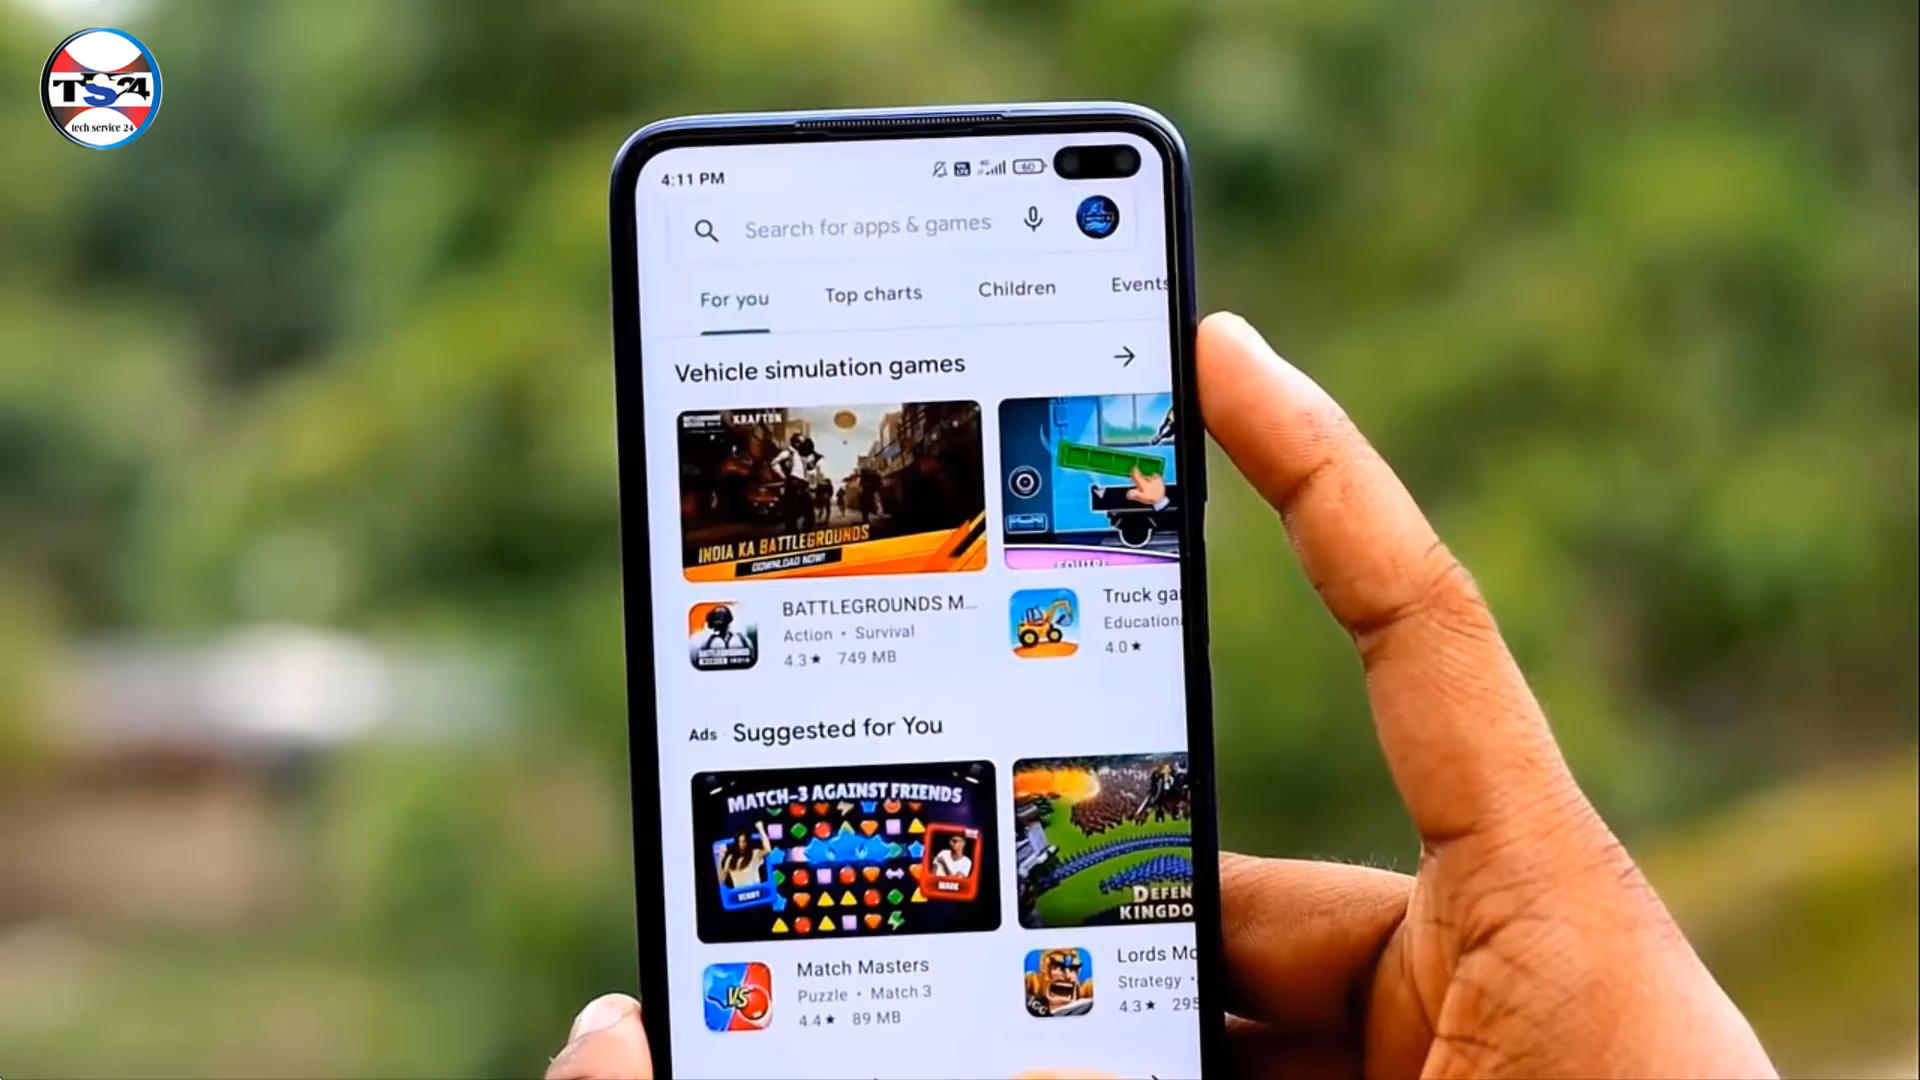 TS24
tech service 24
4:11 PM
60
Search for apps & games
For you
Top charts
Children
Events
Vehicle simulation games
KRAFTON
INDIA KA BATTLEGROUNDS
DOWNLOAD NOW!
BATTLEGROUNDS M...
Action • Survival
4.3★ 749 MB
Truck ga
Education
4.0★
Ads · Suggested for You
MATCH-3 AGAINST FRIENDS
MARK
DEFEN
KINGDO
VS
Match Masters
Puzzle • Match 3
4.4★ 89 MB
Lords Mo
Strategy •
4.3★ 295